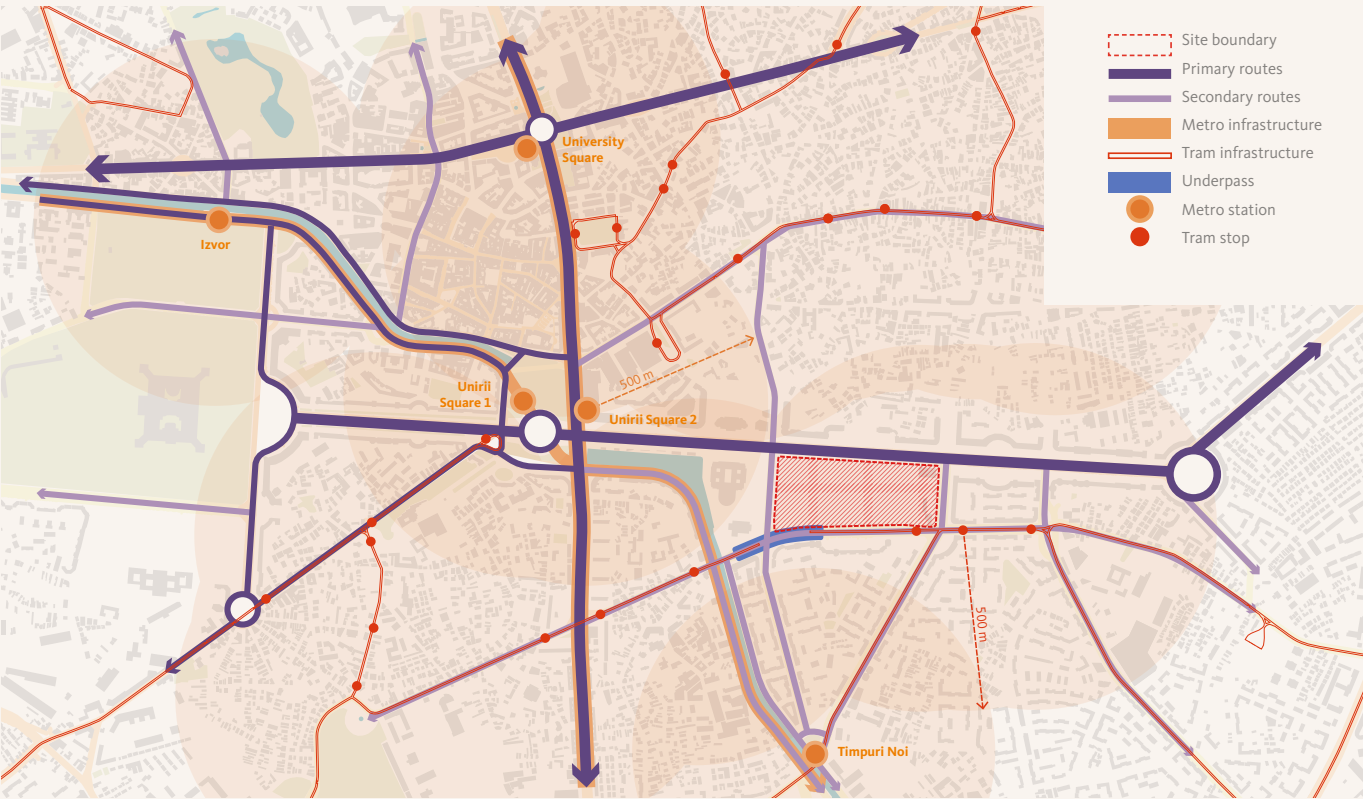 Site boundary
Primary routes
Secondary routes
Metro infrastructure
Tram infrastructure
Underpass
Metro station
Tram stop
University
Square
Izvor
500 m
Unirii
Square 1
Unirii Square 2
500 m
Timpuri Noi